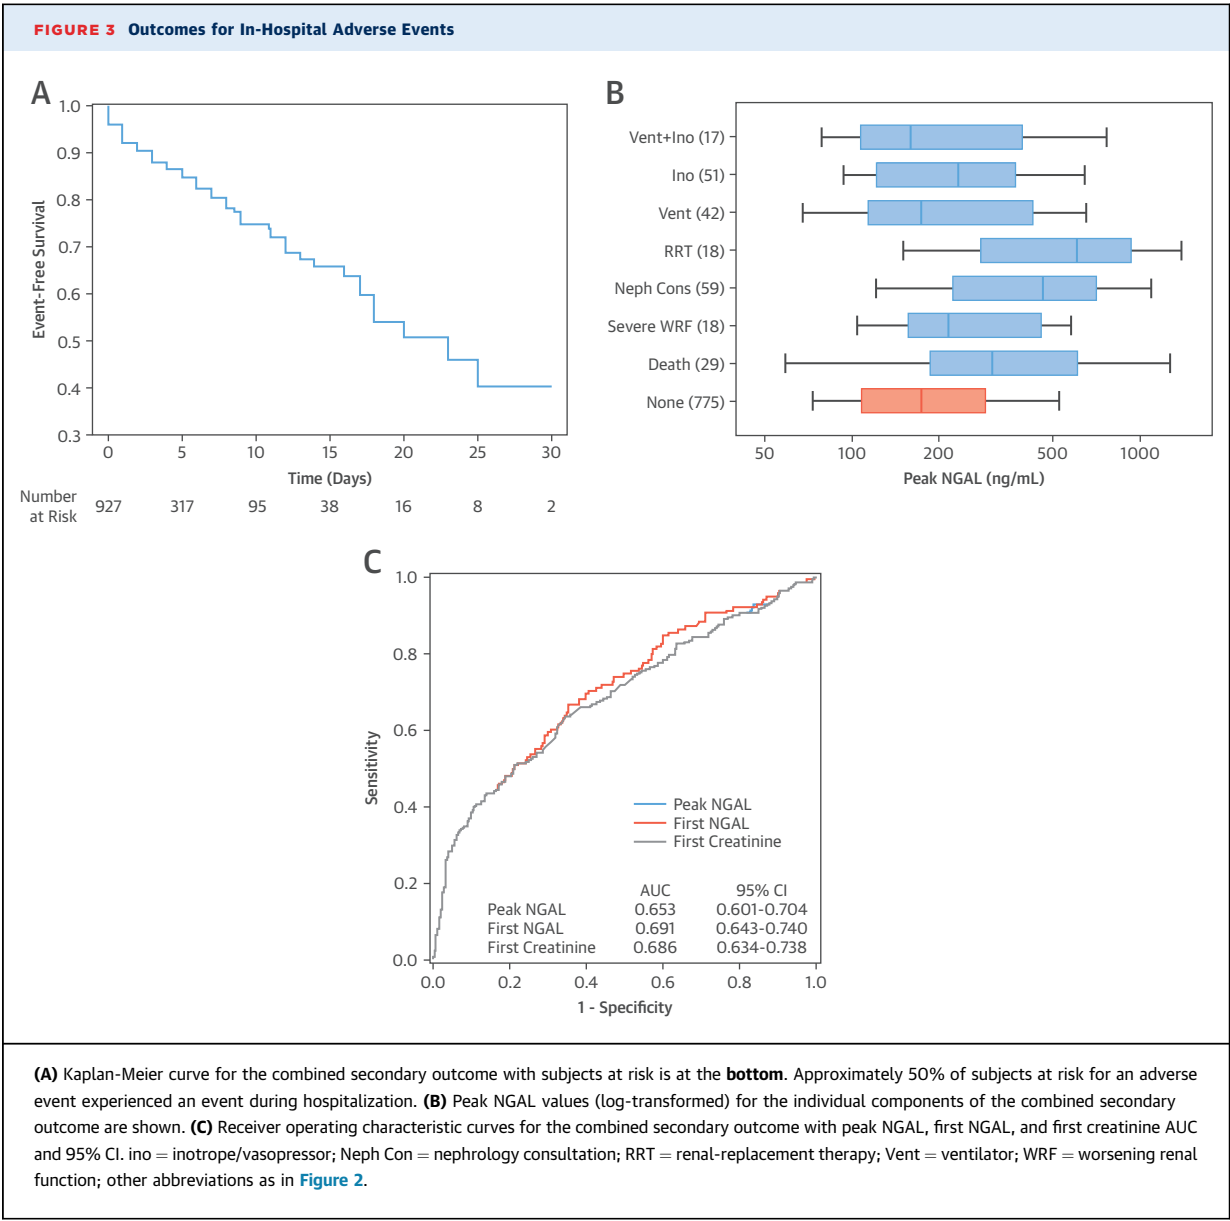 FIGURE 3 Outcomes for In-Hospital Adverse Events
A
1.0
0.9
0.8
0.7
0.6
0.5
0.4
0.3
Event-Free Survival
0 5 10 15 20 25 30
Time (Days)
Number
at Risk
927 317 95 38 16 8 2
B
Vent+Ino (17)
Ino (51)
Vent (42)
RRT (18)
Neph Cons (59)
Severe WRF (18)
Death (29)
None (775)
50 100 200 500 1000
Peak NGAL (ng/mL)
C
1.0
0.8
0.6
0.4
0.2
0.0
Sensitivity
Peak NGAL
First NGAL
First Creatinine
AUC 95% CI
Peak NGAL 0.653 0.601-0.704
First NGAL 0.691 0.643-0.740
First Creatinine 0.686 0.634-0.738
0.0 0.2 0.4 0.6 0.8 1.0
1 - Specificity
(A) Kaplan-Meier curve for the combined secondary outcome with subjects at risk is at the bottom. Approximately 50% of subjects at risk for an adverse
event experienced an event during hospitalization. (B) Peak NGAL values (log-transformed) for the individual components of the combined secondary
outcome are shown. (C) Receiver operating characteristic curves for the combined secondary outcome with peak NGAL, first NGAL, and first creatinine AUC
and 95% CI. ino = inotrope/vasopressor; Neph Con = nephrology consultation; RRT = renal-replacement therapy; Vent = ventilator; WRF = worsening renal
function; other abbreviations as in Figure 2.